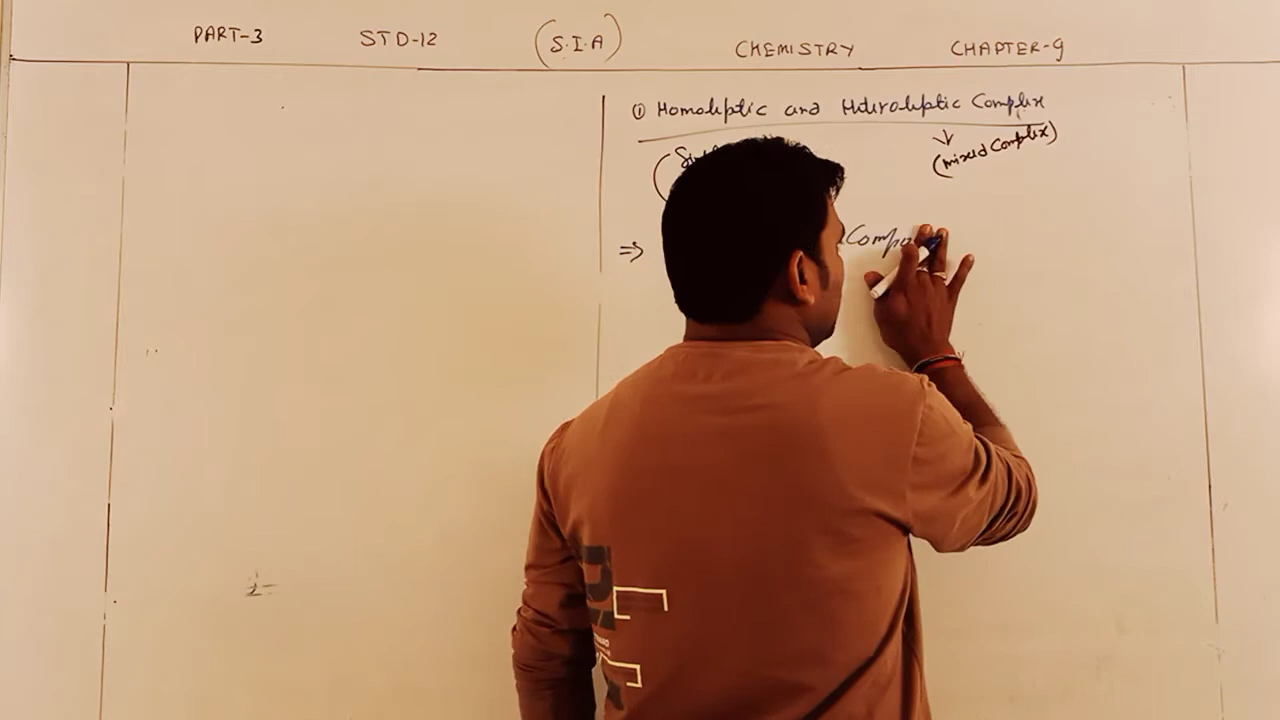 PART-3 STD-12 (S.I.A) CHEMISTRY CHAPTER-9
① Homoleptic and Heteroleptic Complex
↓
(mixed Complex)
⇒